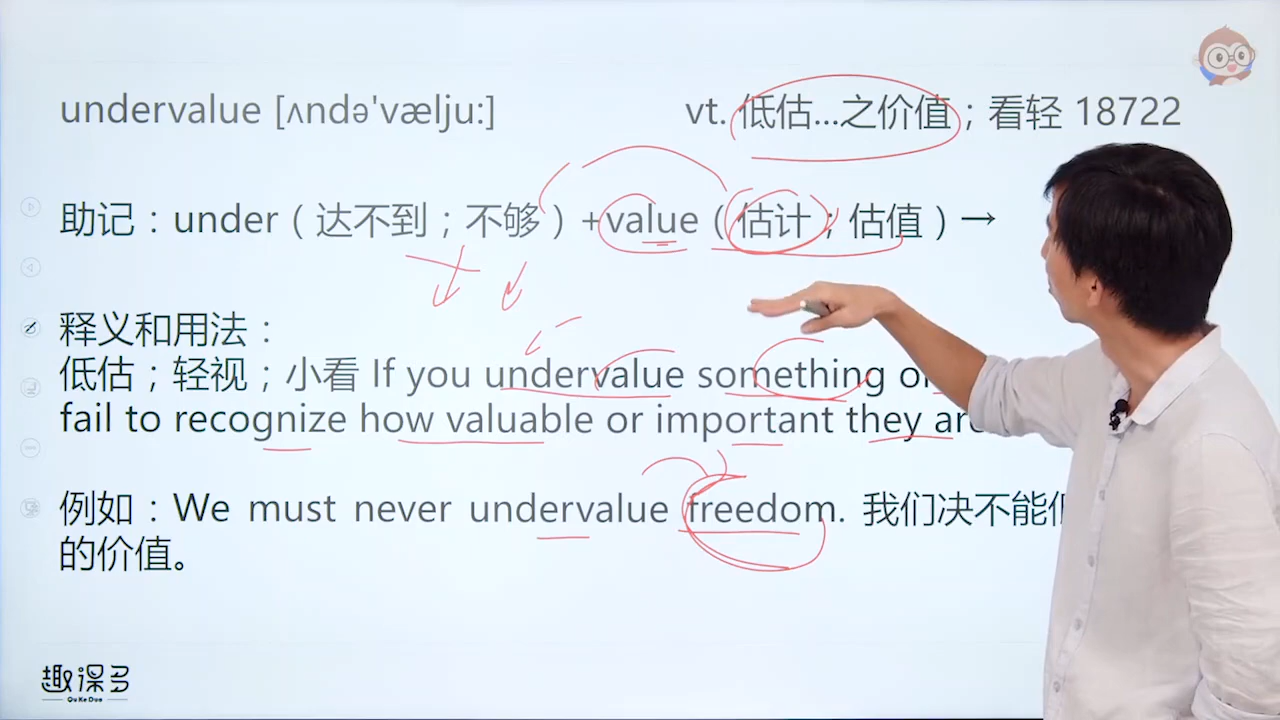 undervalue [ʌndə'vælju:] vt. 低估...之价值；看轻 18722
助记：under（达不到；不够）+value（估计；估值）→
释义和用法：
低估；轻视；小看 If you undervalue something or
fail to recognize how valuable or important they are
例如：We must never undervalue freedom. 我们决不能
的价值。
趣课多
Qu Ke Duo